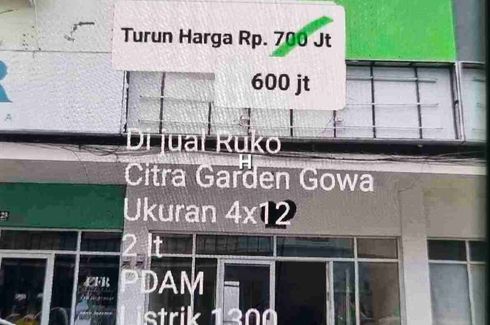 Turun Harga Rp. 700 Jt
600 jt
Di jual Ruko
H
Citra Garden Gowa
Ukuran 4x12
2 lt
PDAM
Listrik 1300